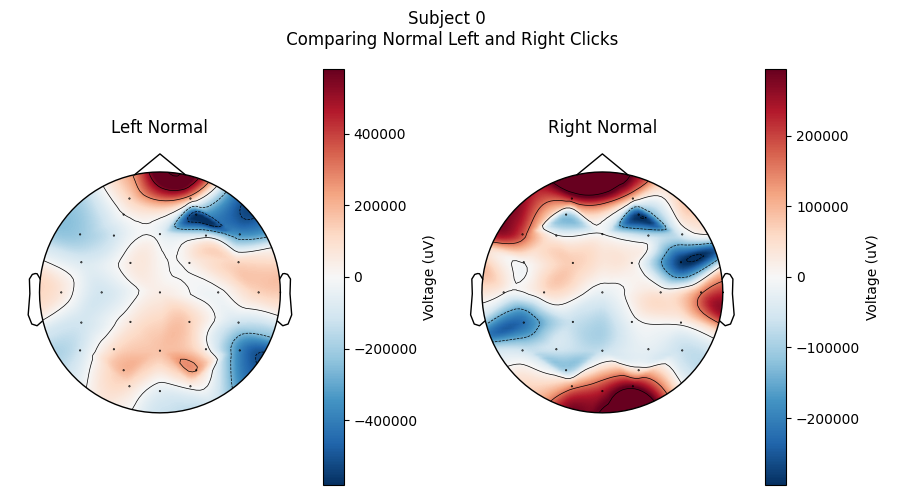 Subject 0
Comparing Normal Left and Right Clicks
Left Normal
400000
200000
0
−200000
−400000
Voltage (uV)
Right Normal
200000
100000
0
−100000
−200000
Voltage (uV)